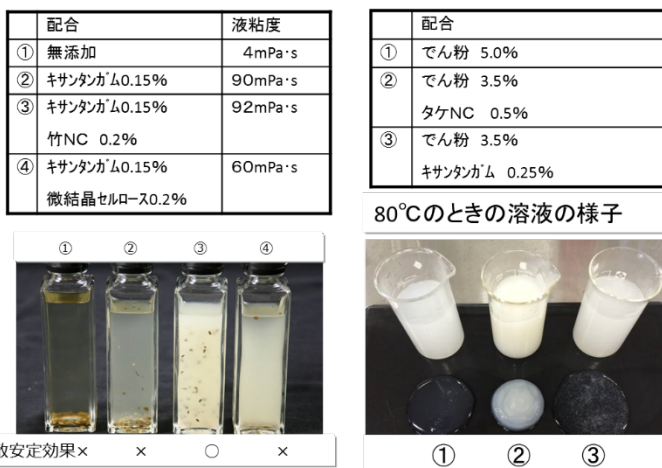 配合 液粘度
① 無添加 4mPa･s
② ｷｻﾝﾀﾝｶﾞﾑ0.15% 90mPa･s
③ ｷｻﾝﾀﾝｶﾞﾑ0.15% 92mPa･s
竹NC 0.2%
④ ｷｻﾝﾀﾝｶﾞﾑ0.15% 60mPa･s
微結晶ｾﾙﾛｰｽ0.2%
① ② ③ ④
散安定効果× × ○ ×
配合
① でん粉 5.0%
② でん粉 3.5%
タケNC 0.5%
③ でん粉 3.5%
ｷｻﾝﾀﾝｶﾞﾑ 0.25%
80℃のときの溶液の様子
① ② ③